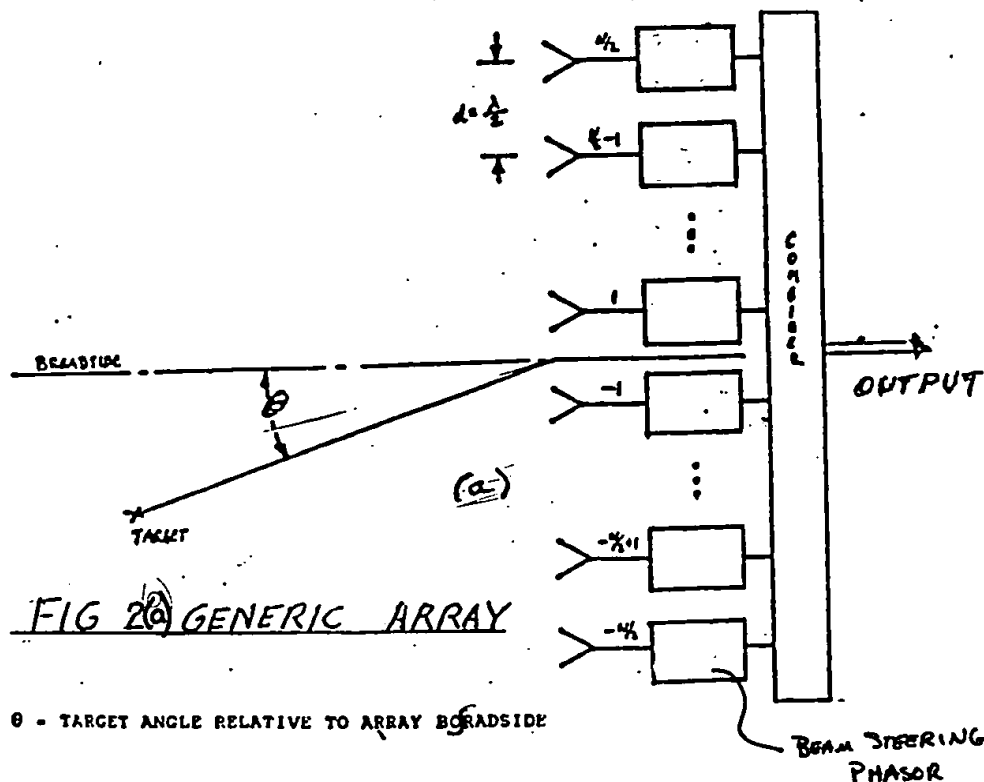 N/2
d = λ/2
N/2-1
COMBINER
1
BROADSIDE
-1
OUTPUT
θ
(a)
TARGET
-N/2+1
FIG 2(a) GENERIC ARRAY
-N/2
θ - TARGET ANGLE RELATIVE TO ARRAY BORADSIDE
BEAM STEERING
PHASOR